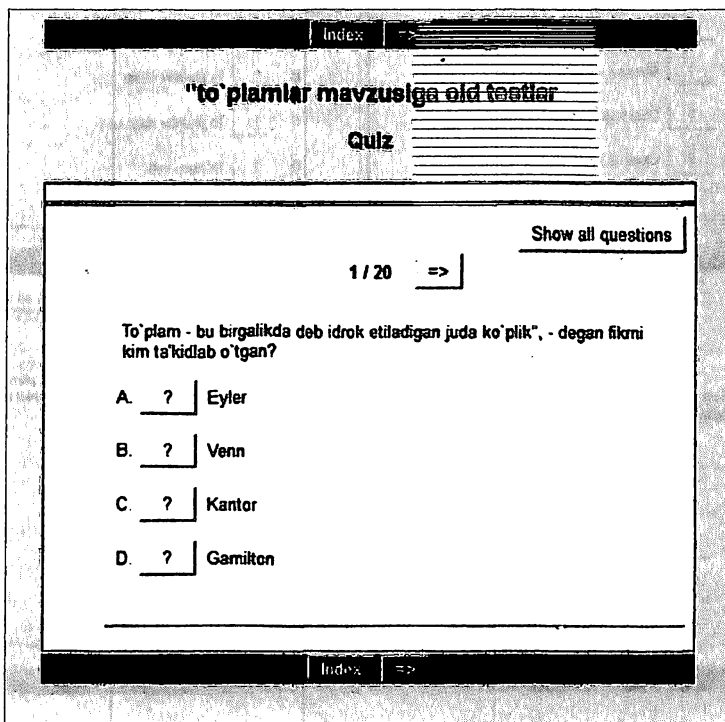 Index =>
"to`plamlar mavzusiga oid testlar
Quiz
Show all questions
1 / 20 =>
To`plam - bu birgalikda deb idrok etiladigan juda ko`plik", - degan fikrni
kim ta'kidlab o`tgan?
A. ? Eyler
B. ? Venn
C. ? Kantor
D. ? Gamilton
Index =>